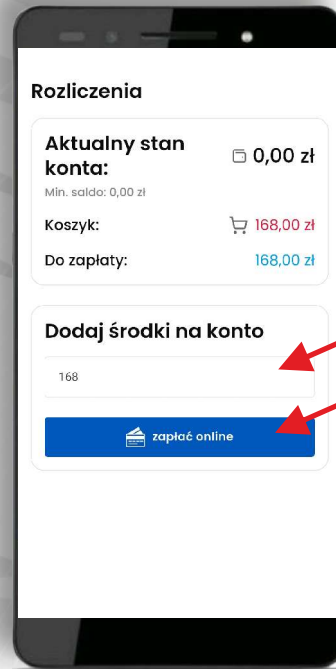 Rozliczenia
Aktualny stan
konta:
0,00 zł
Min. saldo: 0,00 zł
Koszyk:
168,00 zł
Do zapłaty:
168,00 zł
Dodaj środki na konto
168
zapłać online